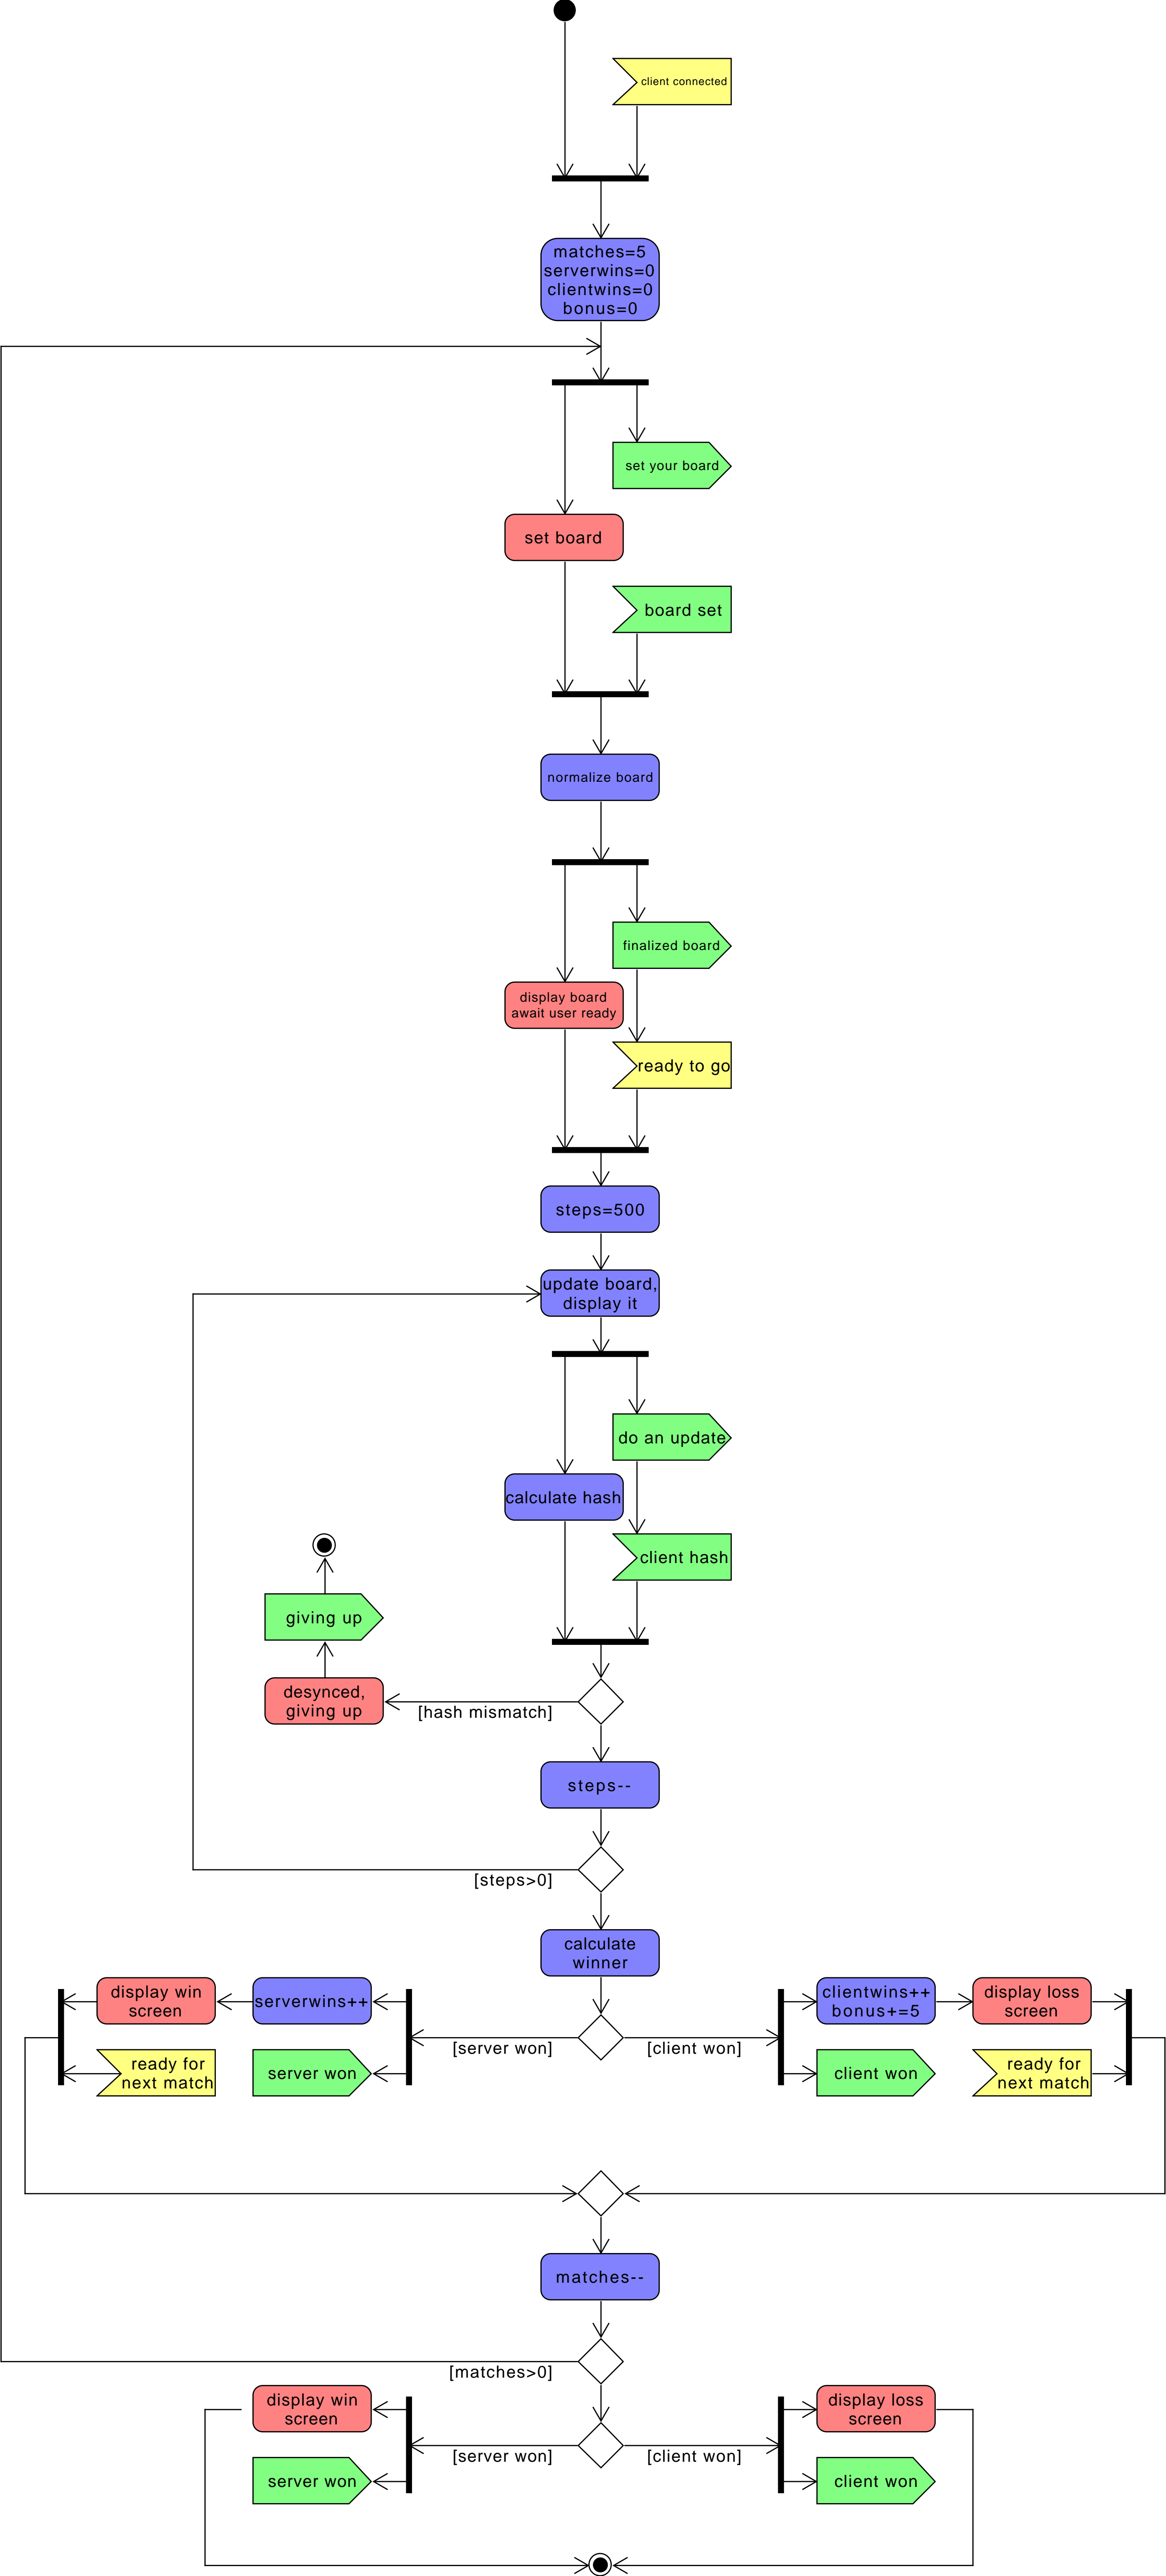 client connected
matches=5
serverwins=0
clientwins=0
bonus=0
set your board
set board
board set
normalize board
finalized board
display board
await user ready
ready to go
steps=500
update board,
display it
do an update
calculate hash
client hash
giving up
desynced,
giving up
[hash mismatch]
steps--
[steps>0]
calculate
winner
display win
screen
serverwins++
clientwins++
bonus+=5
display loss
screen
[server won]
[client won]
ready for
next match
server won
client won
ready for
next match
matches--
[matches>0]
display win
screen
display loss
screen
[server won]
[client won]
server won
client won